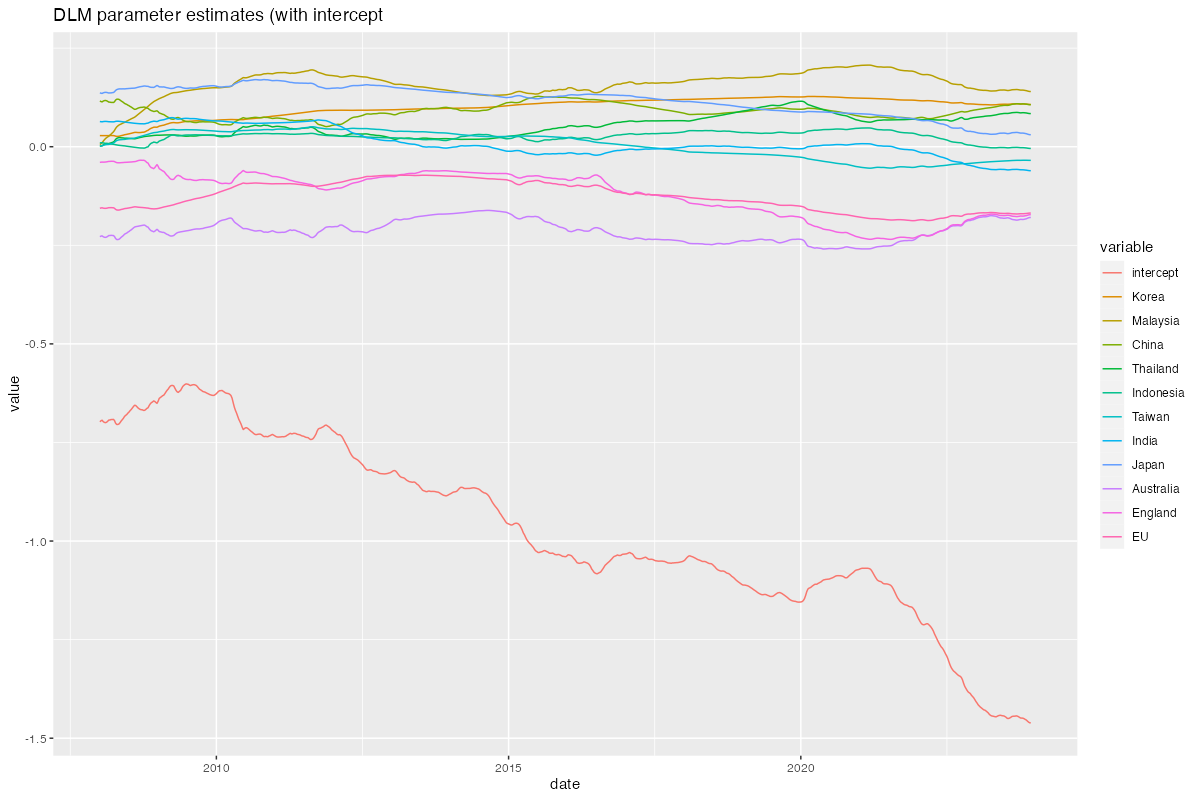 DLM parameter estimates (with intercept
value
0.0
-0.5
-1.0
-1.5
2010
2015
2020
date
variable
intercept
Korea
Malaysia
China
Thailand
Indonesia
Taiwan
India
Japan
Australia
England
EU